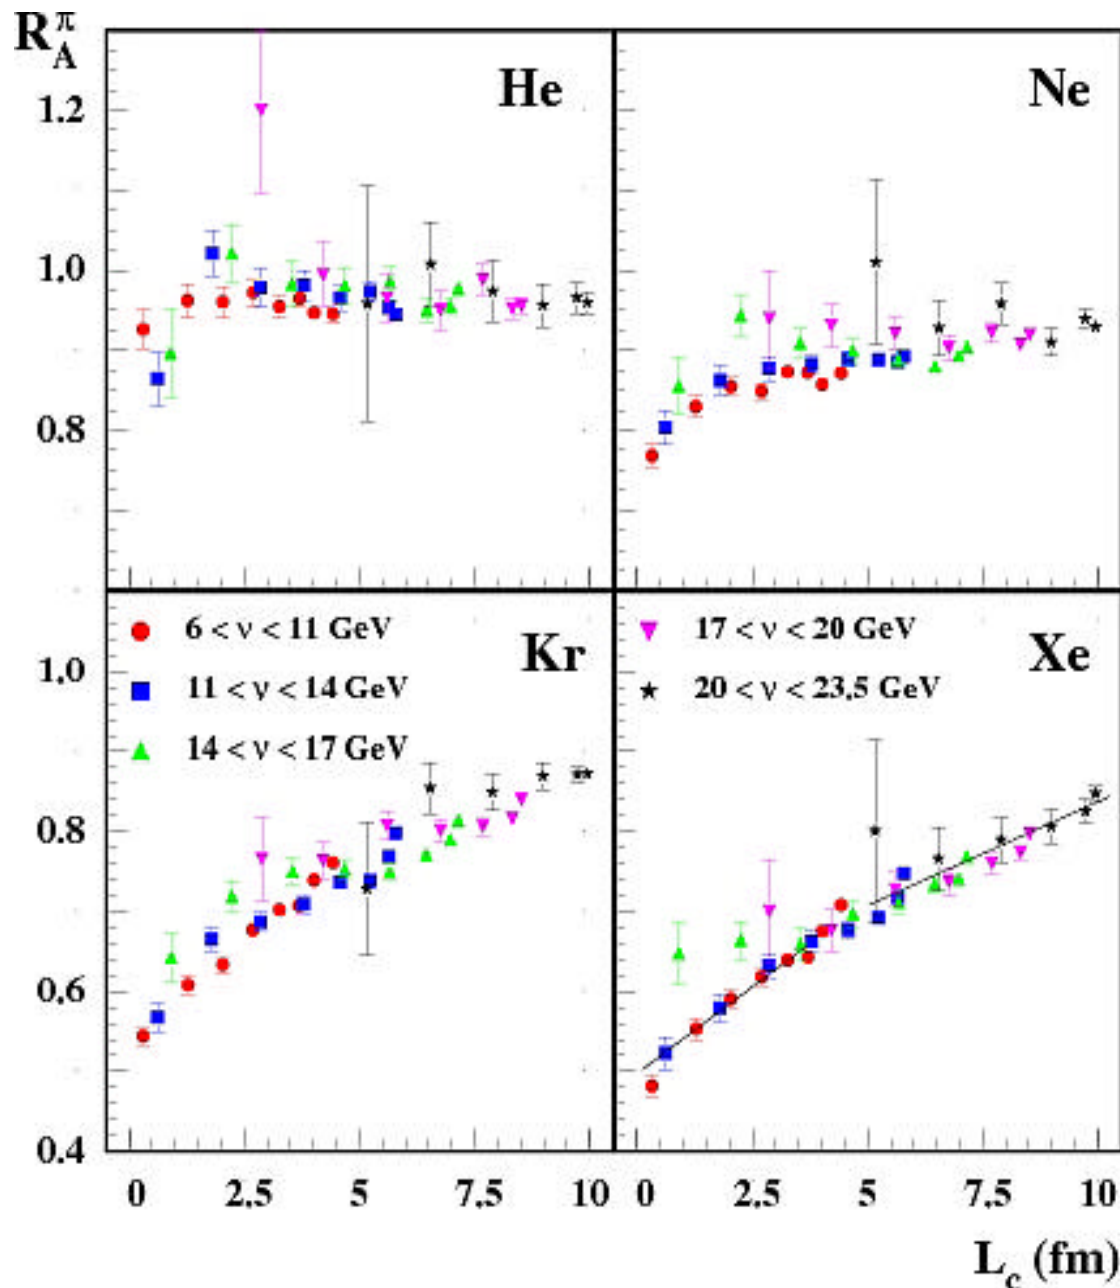 R_A^π
He
Ne
1.2
1.0
0.8
6 < ν < 11 GeV
11 < ν < 14 GeV
14 < ν < 17 GeV
Kr
17 < ν < 20 GeV
20 < ν < 23.5 GeV
Xe
1.0
0.8
0.6
0.4
0 2.5 5 7.5 10 0 2.5 5 7.5 10
L_c (fm)